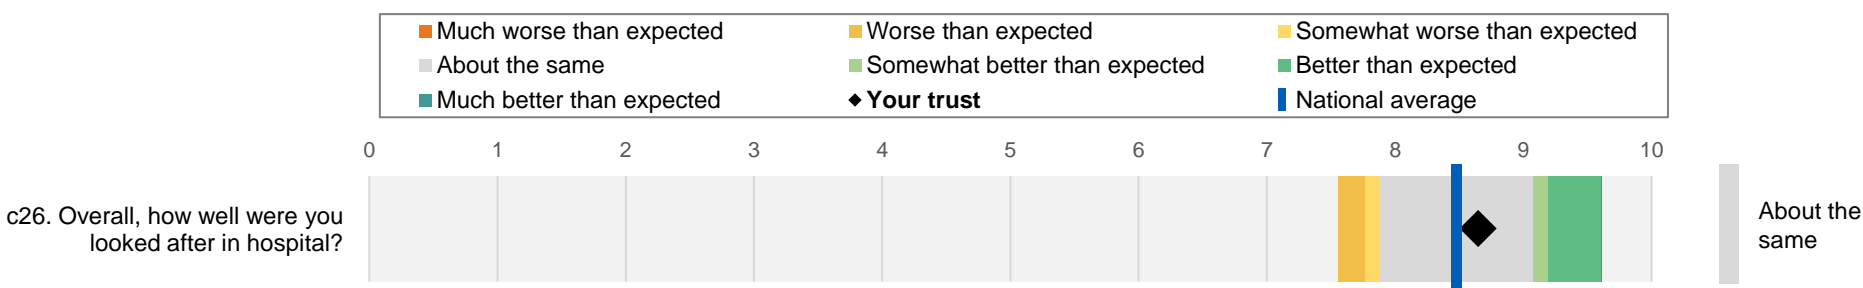 Much worse than expected
Worse than expected
Somewhat worse than expected
About the same
Somewhat better than expected
Better than expected
Much better than expected
Your trust
National average
0 1 2 3 4 5 6 7 8 9 10
c26. Overall, how well were you
looked after in hospital?
About the
same